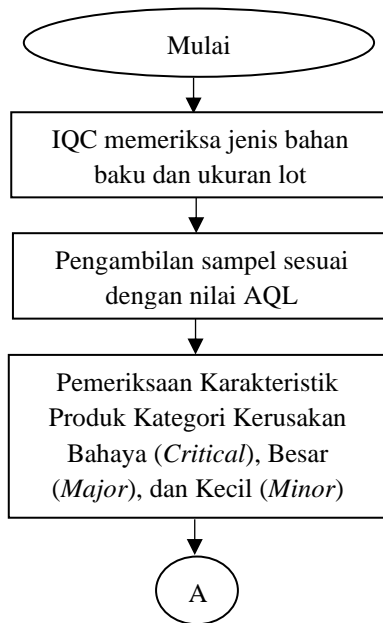 Mulai
IQC memeriksa jenis bahan
baku dan ukuran lot
Pengambilan sampel sesuai
dengan nilai AQL
Pemeriksaan Karakteristik
Produk Kategori Kerusakan
Bahaya (Critical), Besar
(Major), dan Kecil (Minor)
A